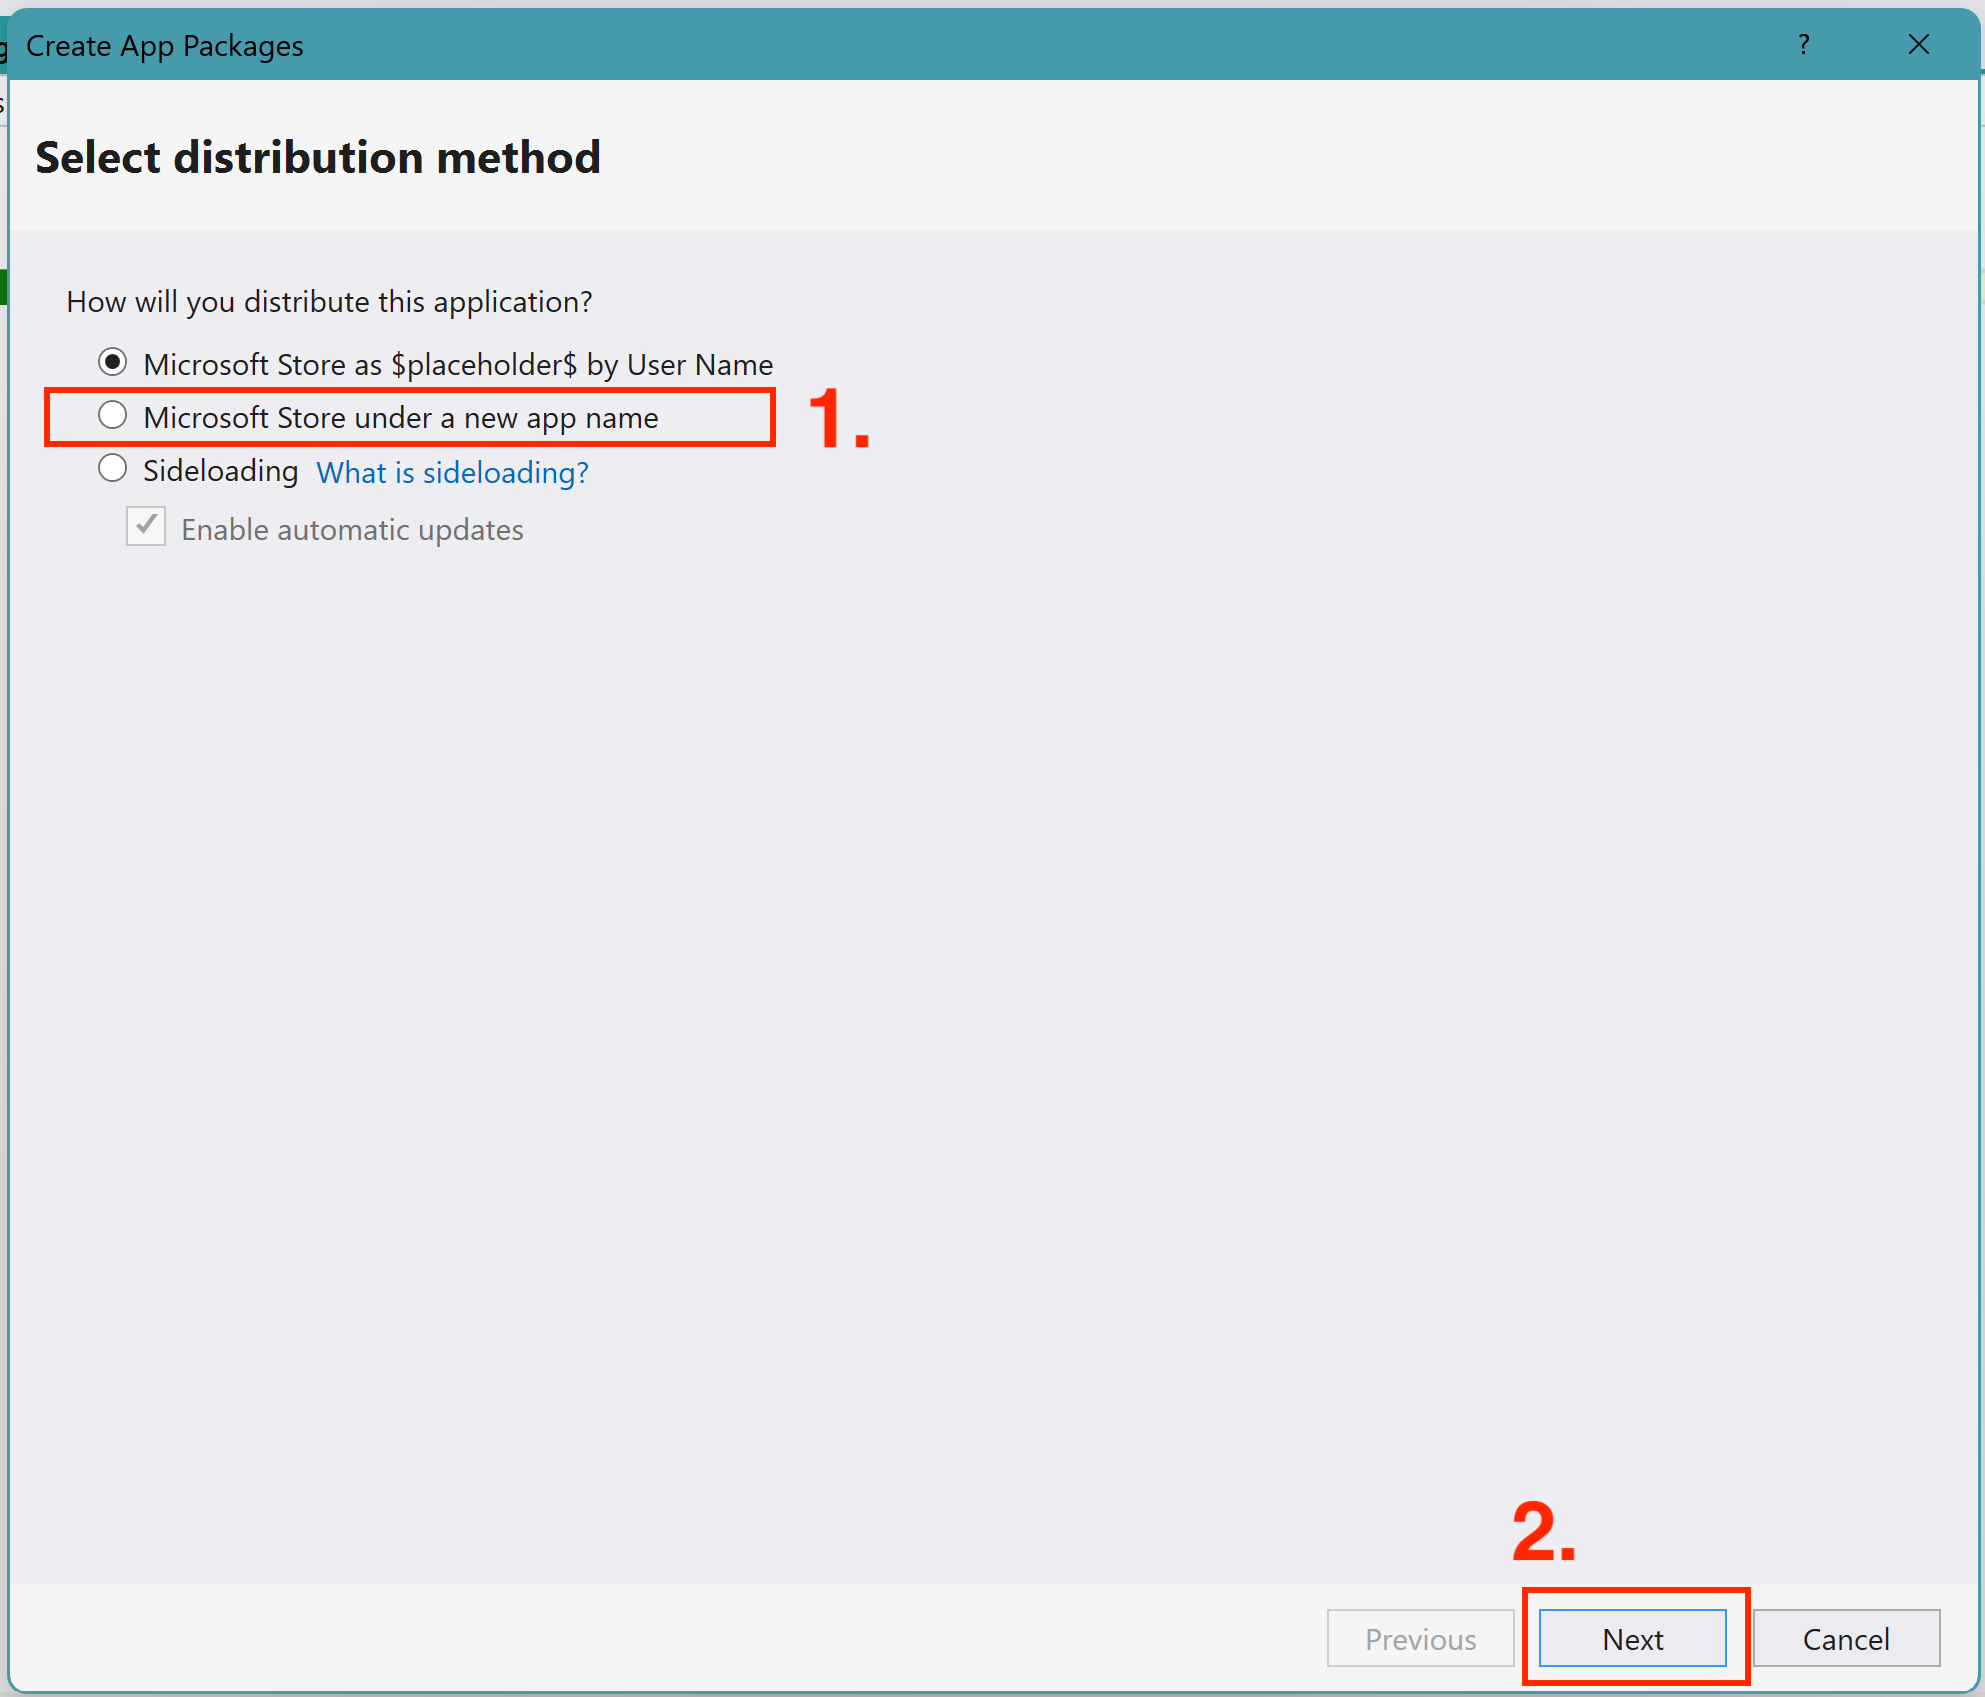 Create App Packages
?
Select distribution method
How will you distribute this application?
Microsoft Store as $placeholder$ by User Name
Microsoft Store under a new app name
1.
Sideloading What is sideloading?
Enable automatic updates
2.
Previous Next Cancel